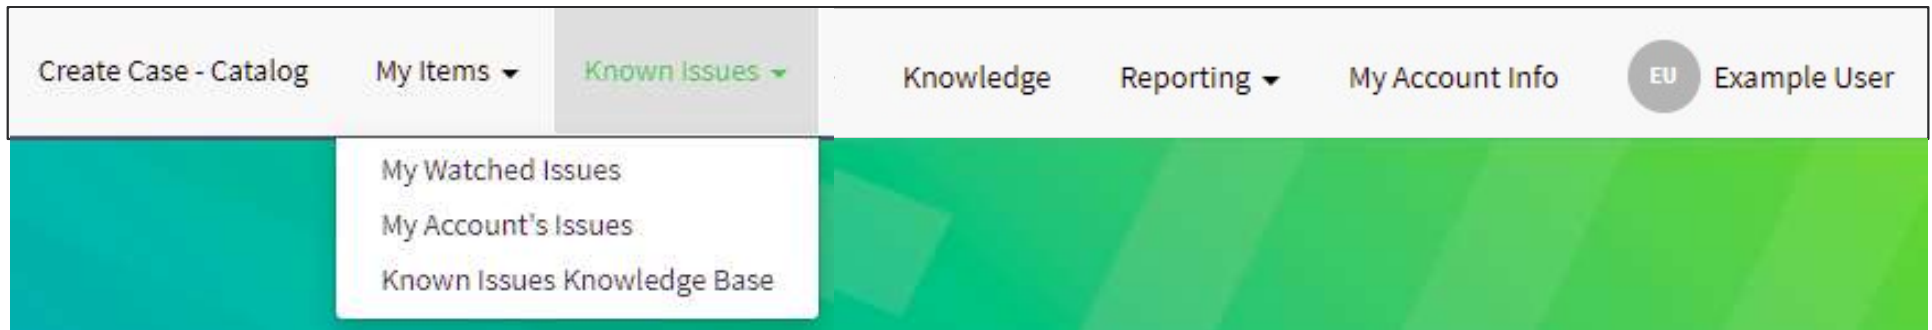 Create Case - Catalog My Items Known Issues Knowledge Reporting My Account Info EU Example User
My Watched Issues
My Account's Issues
Known Issues Knowledge Base